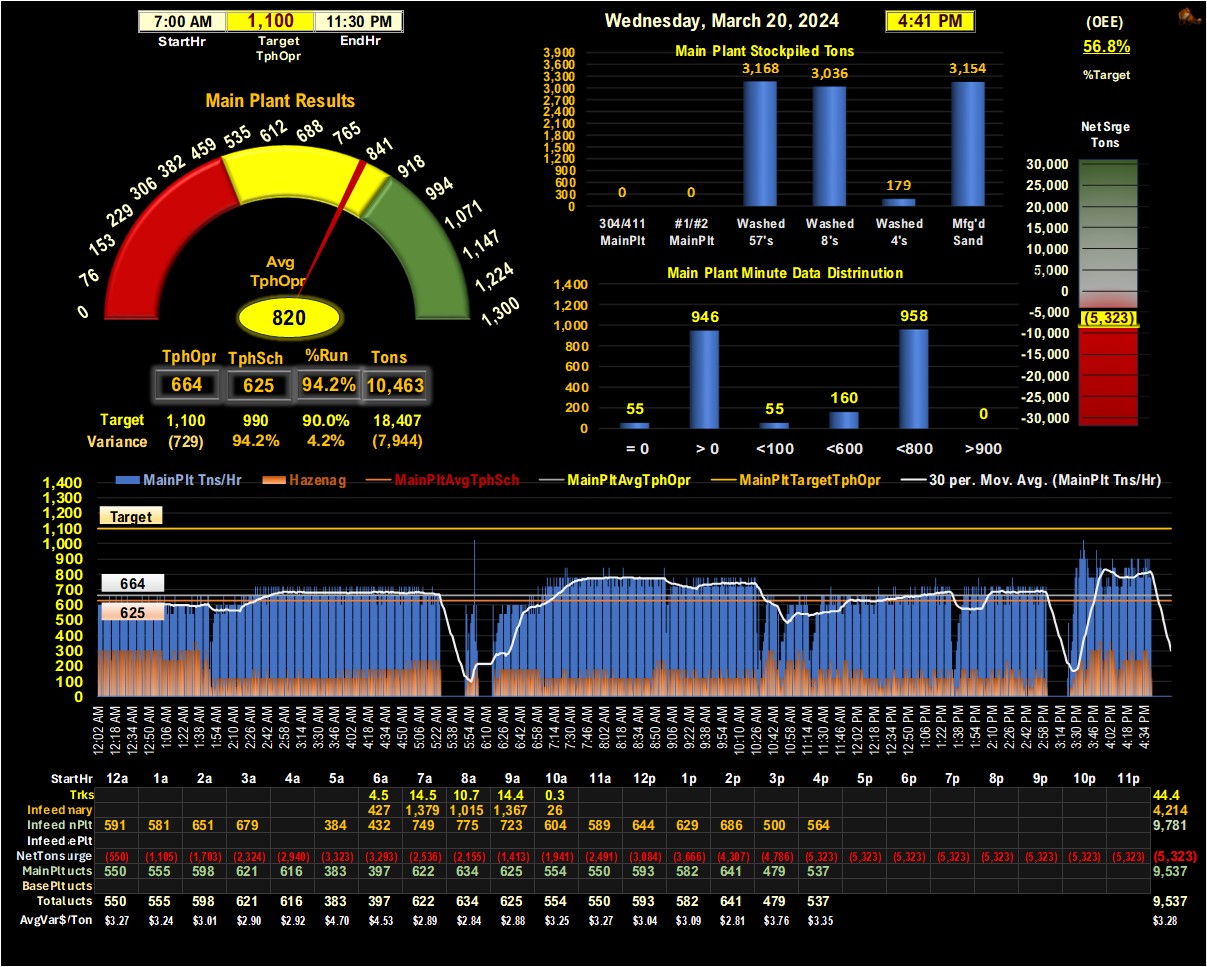 7:00 AM 1,100 11:30 PM
StartHr Target TphOpr EndHr
Wednesday, March 20, 2024 4:41 PM
(OEE)
56.8%
%Target
Main Plant Results
0 76 153 229 306 382 459 535 612 688 765 841 918 994 1,071 1,147 1,224 1,300
Avg
TphOpr
820
TphOpr TphSch %Run Tons
664 625 94.2% 10,463
Target 1,100 990 90.0% 18,407
Variance (729) 94.2% 4.2% (7,944)
Main Plant Stockpiled Tons
3,900
3,600
3,300
3,000
2,700
2,400
2,100
1,800
1,500
1,200
900
600
300
0
0 0 3,168 3,036 179 3,154
304/411 #1/#2 Washed Washed Washed Mfg'd
MainPlt MainPlt 57's 8's 4's Sand
Main Plant Minute Data Distrinution
1,400
1,200
1,000
800
600
400
200
0
55 946 55 160 958 0
= 0 > 0 <100 <600 <800 >900
Net Srge
Tons
30,000
25,000
20,000
15,000
10,000
5,000
0
-5,000
(5,323)
-10,000
-15,000
-20,000
-25,000
-30,000
MainPlt Tns/Hr Hazenag MainPltAvgTphSch MainPltAvgTphOpr MainPltTargetTphOpr 30 per. Mov. Avg. (MainPlt Tns/Hr)
1,400
1,300
1,200
1,100
1,000
900
800
700
600
500
400
300
200
100
0
Target
664
625
12:02 AM 12:18 AM 12:34 AM 12:50 AM 1:06 AM 1:22 AM 1:38 AM 1:54 AM 2:10 AM 2:26 AM 2:42 AM 2:58 AM 3:14 AM 3:30 AM 3:46 AM 4:02 AM 4:18 AM 4:34 AM 4:50 AM 5:06 AM 5:22 AM 5:38 AM 5:54 AM 6:10 AM 6:26 AM 6:42 AM 6:58 AM 7:14 AM 7:30 AM 7:46 AM 8:02 AM 8:18 AM 8:34 AM 8:50 AM 9:06 AM 9:22 AM 9:38 AM 9:54 AM 10:10 AM 10:26 AM 10:42 AM 10:58 AM 11:14 AM 11:30 AM 11:46 AM 12:02 PM 12:18 PM 12:34 PM 12:50 PM 1:06 PM 1:22 PM 1:38 PM 1:54 PM 2:10 PM 2:26 PM 2:42 PM 2:58 PM 3:14 PM 3:30 PM 3:46 PM 4:02 PM 4:18 PM 4:34 PM
StartHr 12a 1a 2a 3a 4a 5a 6a 7a 8a 9a 10a 11a 12p 1p 2p 3p 4p 5p 6p 7p 8p 9p 10p 11p
Trks 4.5 14.5 10.7 14.4 0.3 44.4
Infeed nary 427 1,379 1,015 1,367 26 4,214
Infeed nPlt 591 581 651 679 384 432 749 775 723 604 589 644 629 686 500 564 9,781
Infeed ePlt
NetTons urge (550) (1,105) (1,703) (2,324) (2,940) (3,323) (3,293) (2,536) (2,155) (1,413) (1,941) (2,491) (3,084) (3,666) (4,307) (4,786) (5,323) (5,323) (5,323) (5,323) (5,323) (5,323) (5,323) (5,323) (5,323)
MainPlt ucts 550 555 598 621 616 383 397 622 634 625 554 550 593 582 641 479 537 9,537
BasePlt ucts
Total ucts 550 555 598 621 616 383 397 622 634 625 554 550 593 582 641 479 537 9,537
AvgVar$/Ton $3.27 $3.24 $3.01 $2.90 $2.92 $4.70 $4.53 $2.89 $2.84 $2.88 $3.25 $3.27 $3.04 $3.09 $2.81 $3.76 $3.35 $3.28